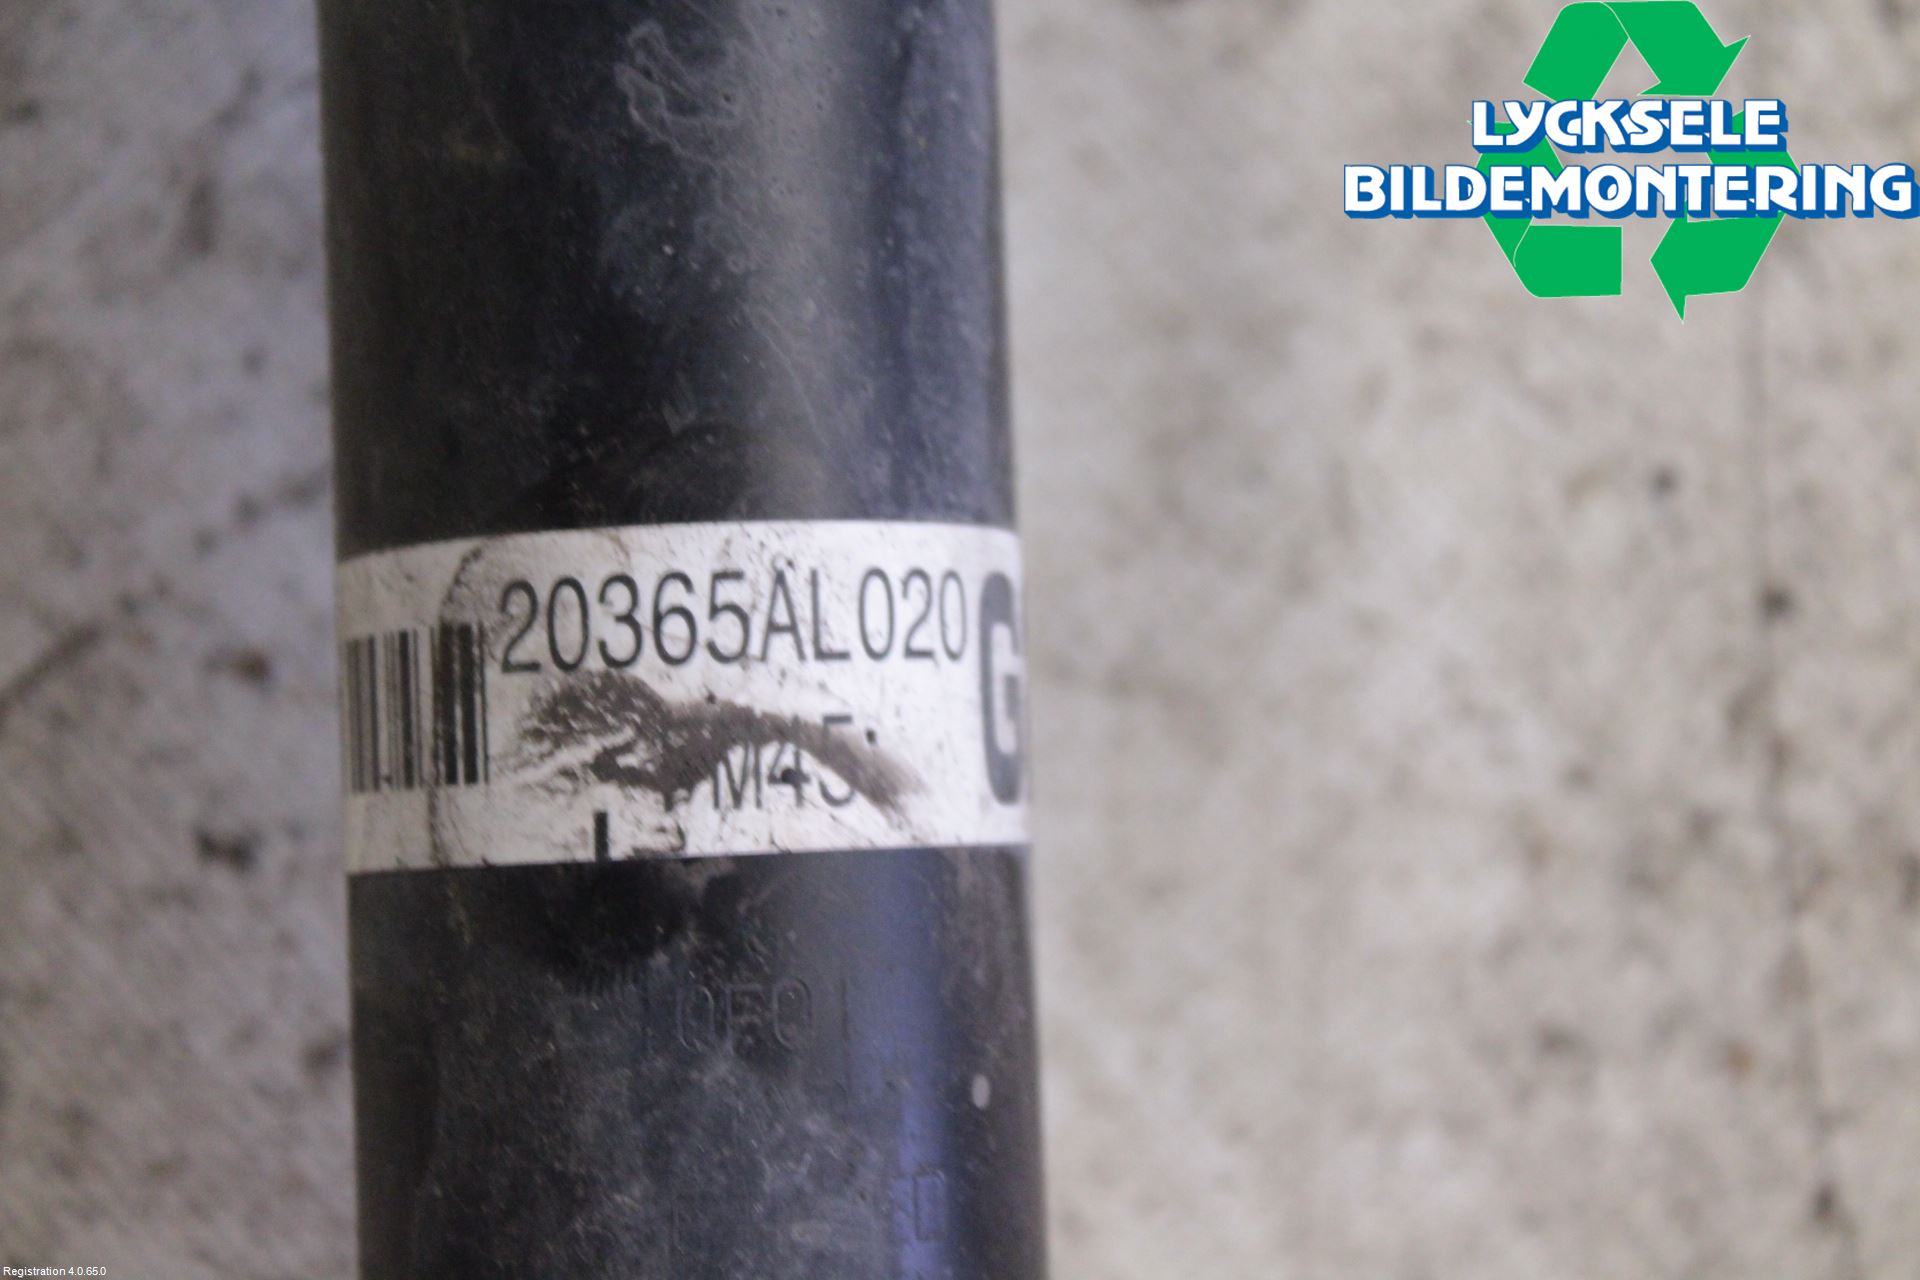 LYCKSELE
BILDEMONTERING
20365AL020 G
M45
Registration 4.0.65.0